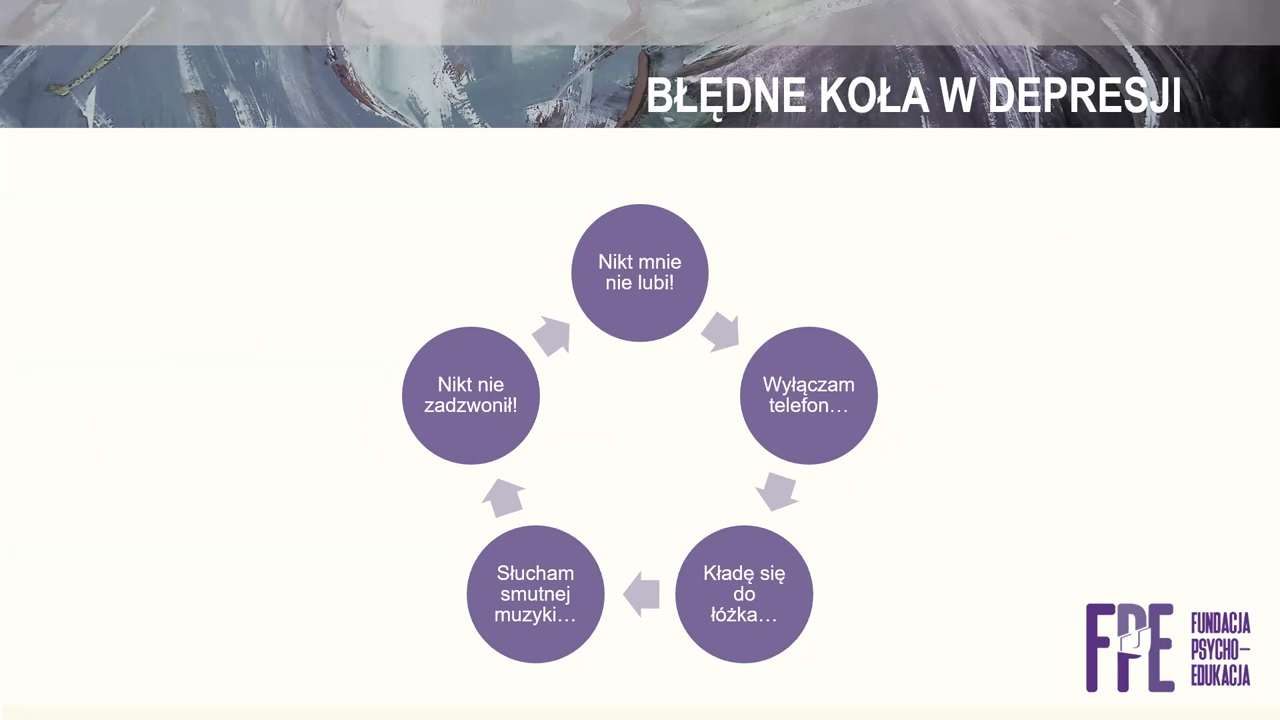 BŁĘDNE KOŁA W DEPRESJI
Nikt mnie
nie lubi!
Wyłączam
telefon…
Kładę się
do
łóżka…
Słucham
smutnej
muzyki…
Nikt nie
zadzwonił!
FPE
FUNDACJA
PSYCHO–
EDUKACJA